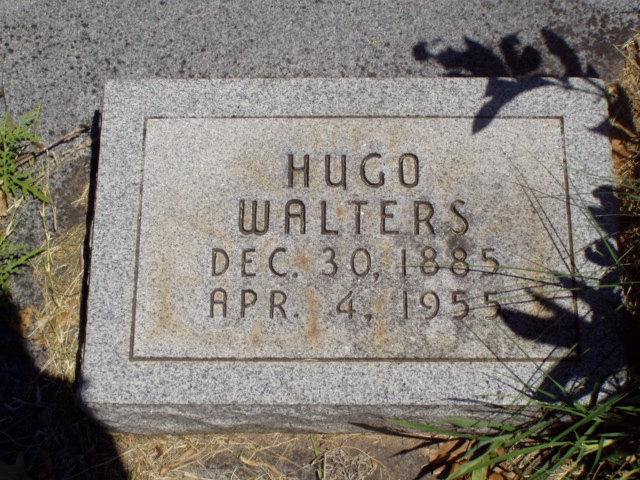 HUGO
WALTERS
DEC. 30, 1885
APR. 4, 1955